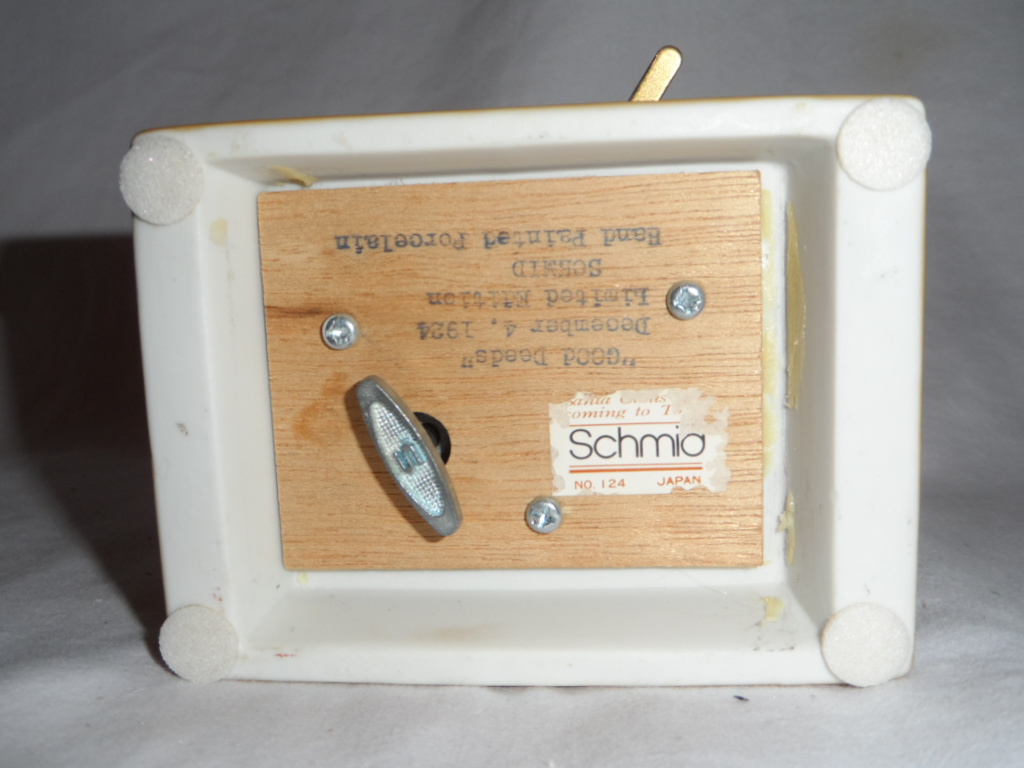 "GOOD Deeds"
December 4, 1924
Limited Edition
SCHMID
Hand Painted Porcelain
coming to
Schmid
NO. 124 JAPAN
S